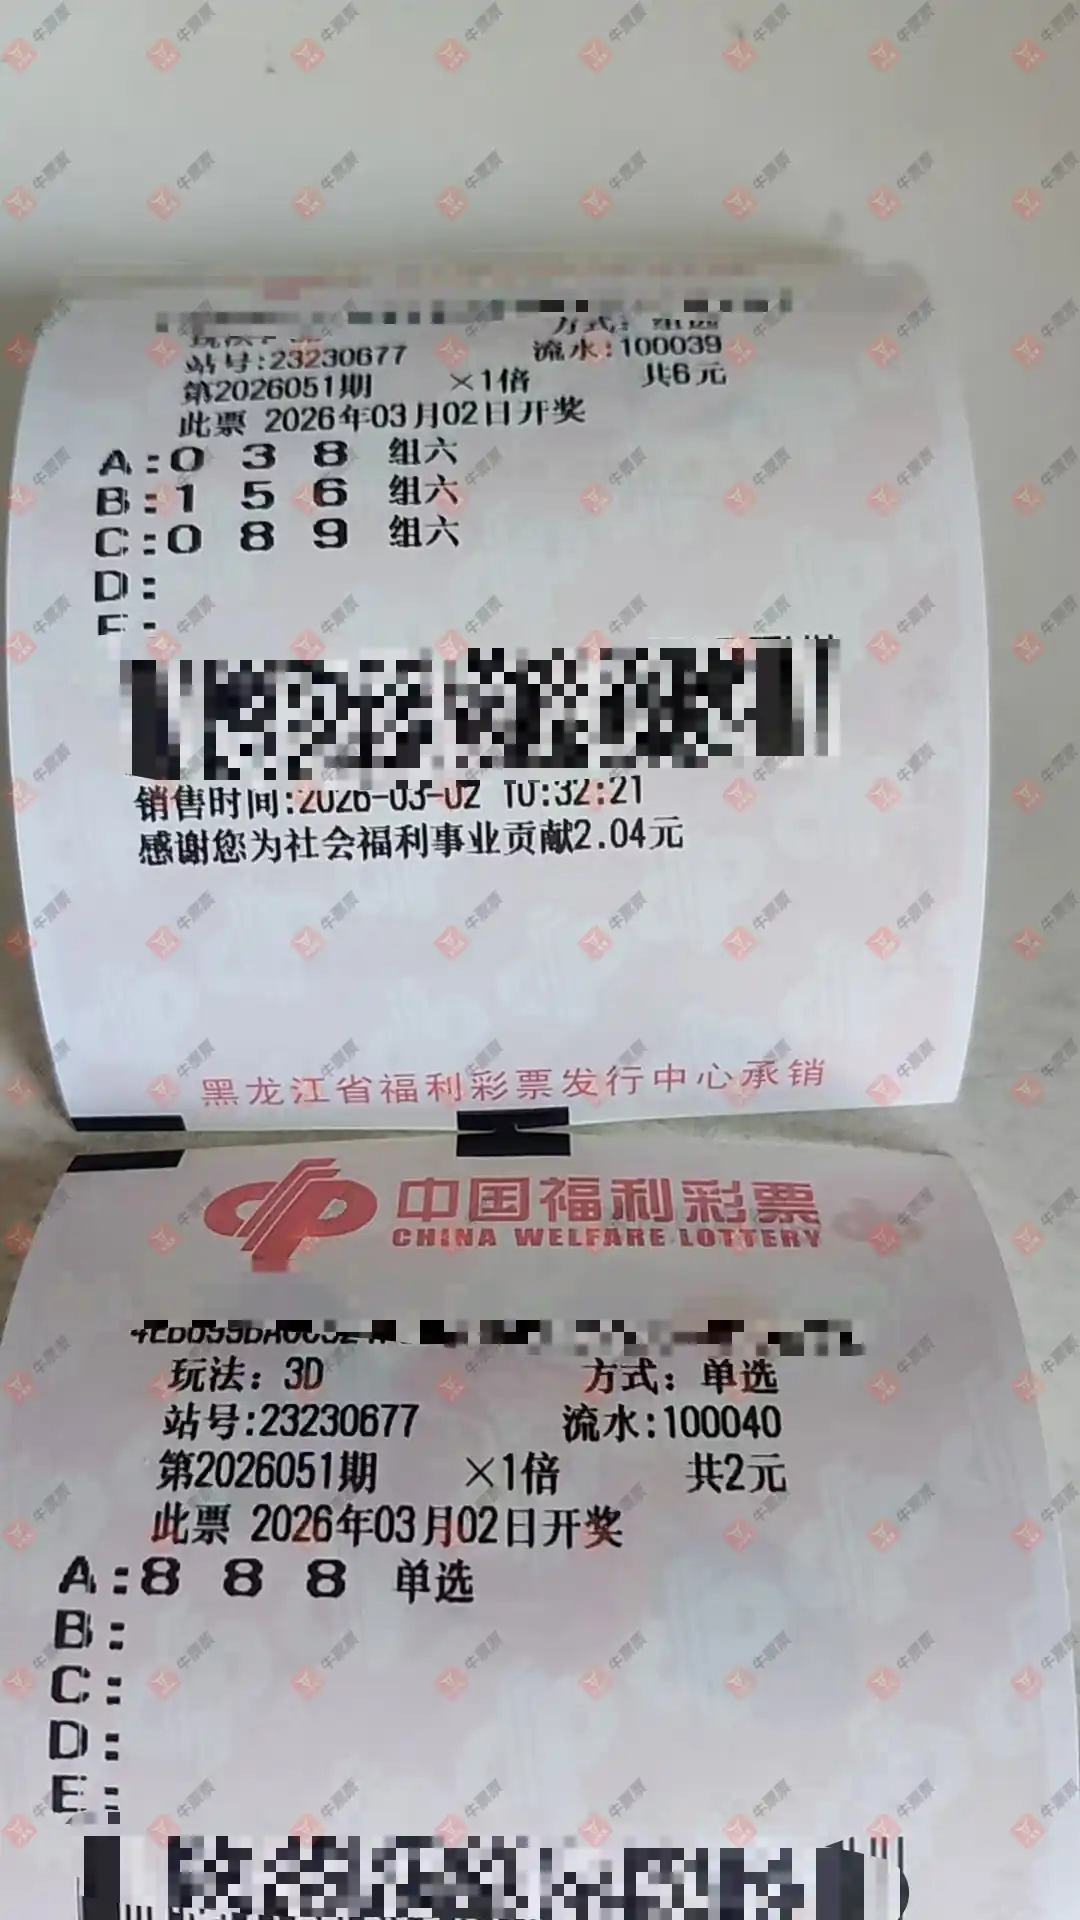 站号:23230677 流水:100039
第2026051期 ×1倍 共6元
此票 2026年03月02日开奖
A:0 3 8 组六
B:1 5 6 组六
C:0 8 9 组六
D:
E:
销售时间:2026-03-02 10:32:21
感谢您为社会福利事业贡献2.04元
黑龙江省福利彩票发行中心承销
中国福利彩票
CHINA WELFARE LOTTERY
玩法：3D 方式：单选
站号:23230677 流水:100040
第2026051期 ×1倍 共2元
此票 2026年03月02日开奖
A:8 8 8 单选
B:
C:
D:
E:
牛票票